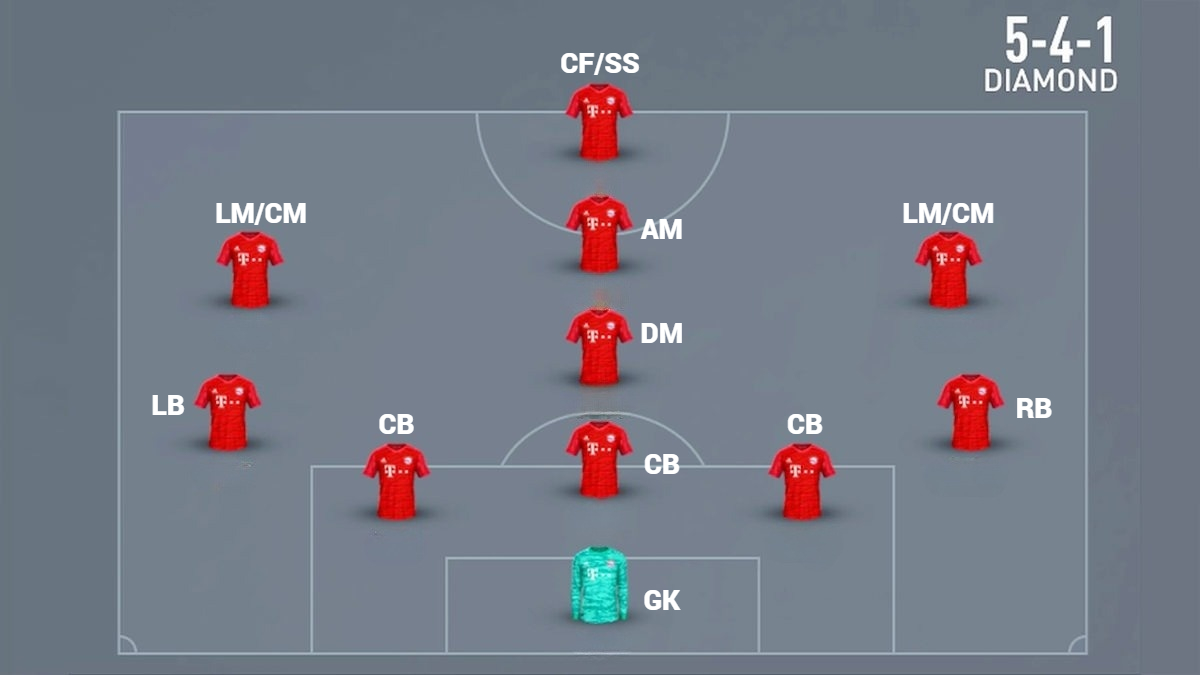 5-4-1
DIAMOND
CF/SS
LM/CM
LM/CM
AM
DM
LB
RB
CB
CB
CB
GK